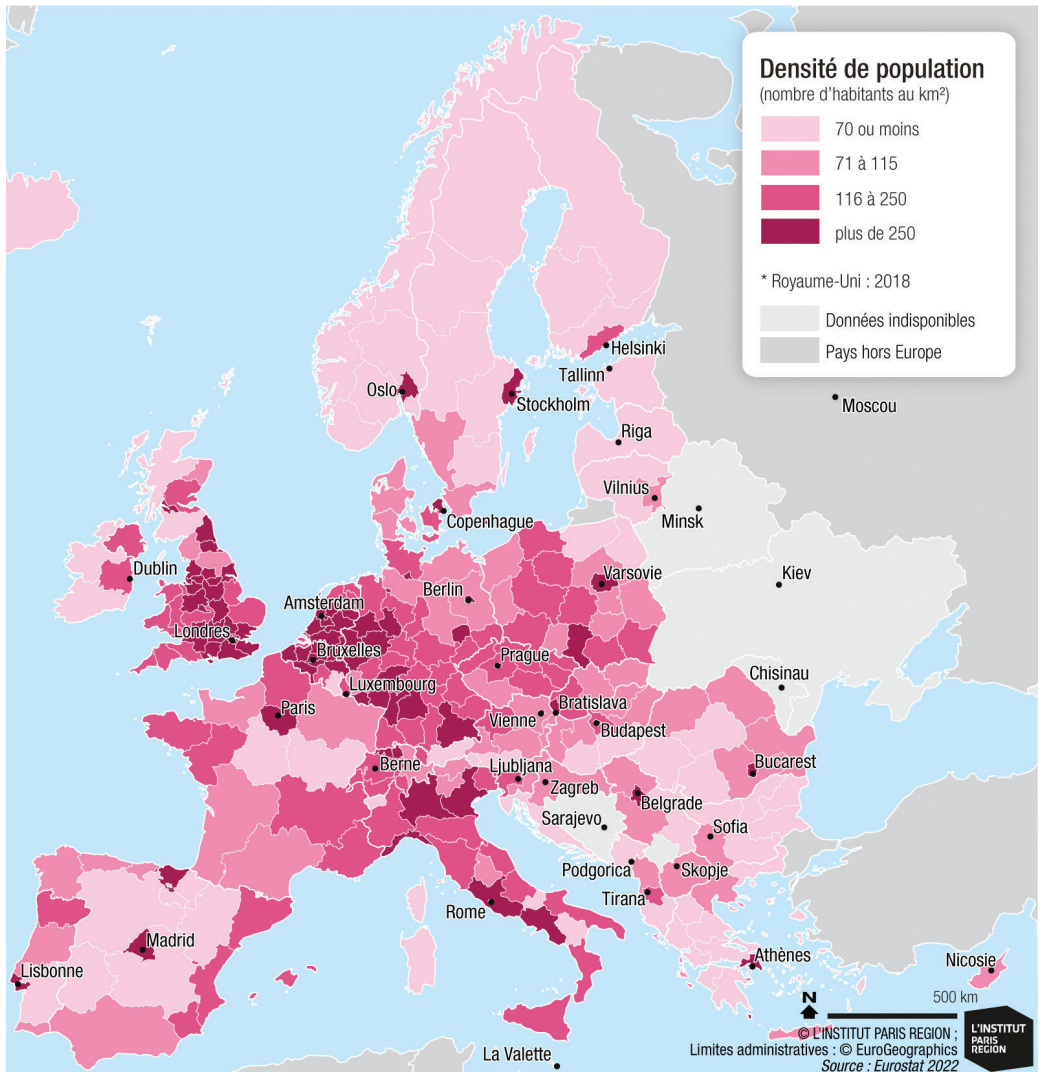 Densité de population
(nombre d'habitants au km²)
70 ou moins
71 à 115
116 à 250
plus de 250
* Royaume-Uni : 2018
Données indisponibles
Pays hors Europe
Helsinki
Tallinn
Oslo
Stockholm
Moscou
Riga
Vilnius
Copenhague
Minsk
Dublin
Varsovie
Kiev
Berlin
Amsterdam
Londres
Bruxelles
Prague
Luxembourg
Chisinau
Paris
Bratislava
Vienne
Budapest
Berne
Ljubljana
Bucarest
Zagreb
Belgrade
Sarajevo
Sofia
Podgorica
Skopje
Tirana
Rome
Madrid
Athènes
Nicosie
Lisbonne
N
500 km
© L'INSTITUT PARIS REGION ;
Limites administratives : © EuroGeographics
Source : Eurostat 2022
L'INSTITUT
PARIS
REGION
La Valette